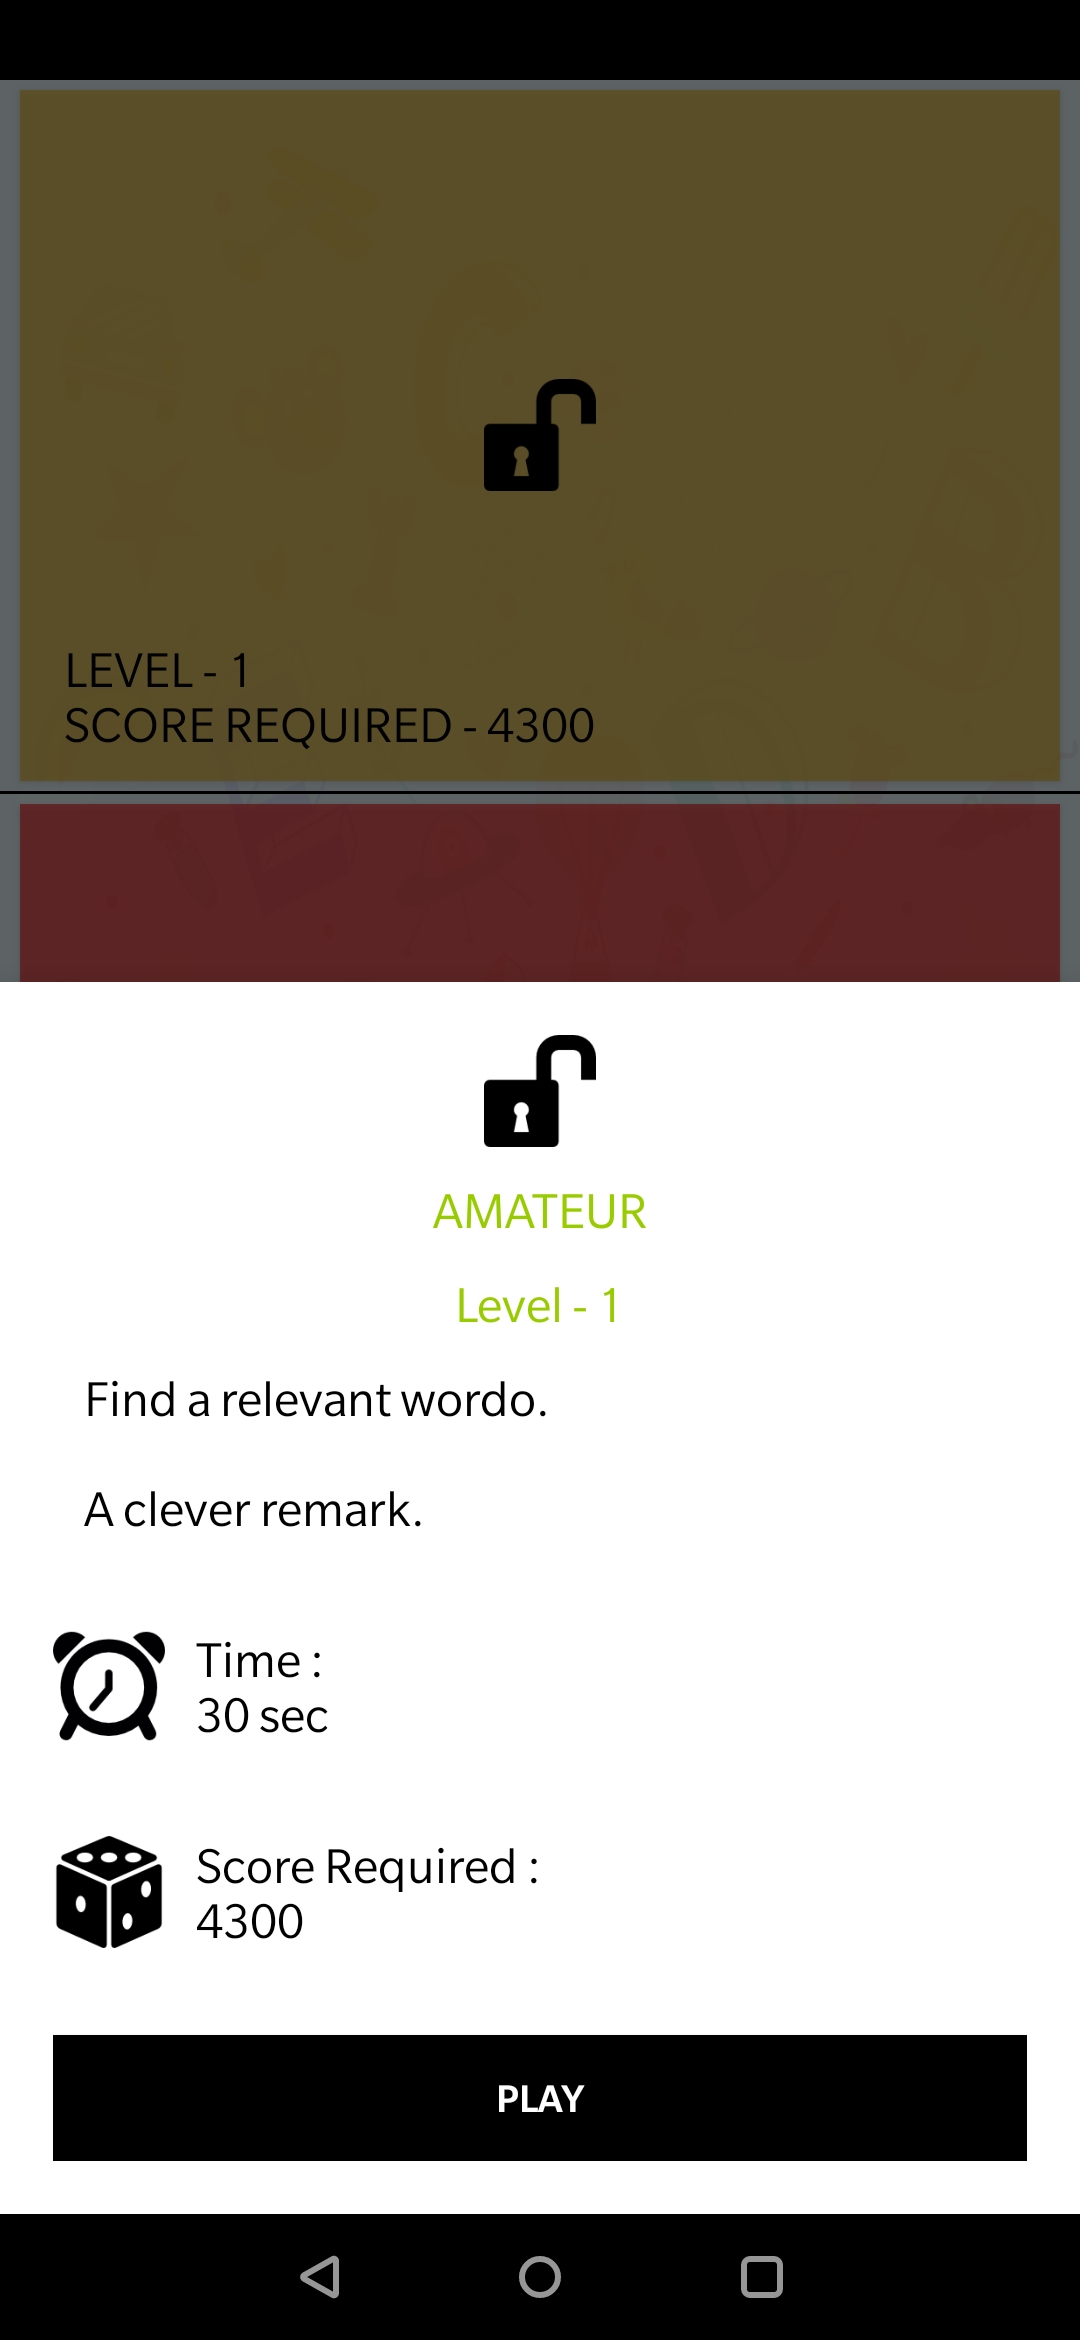 LEVEL - 1
SCORE REQUIRED - 4300
AMATEUR
Level - 1
Find a relevant wordo.
A clever remark.
Time :
30 sec
Score Required :
4300
PLAY